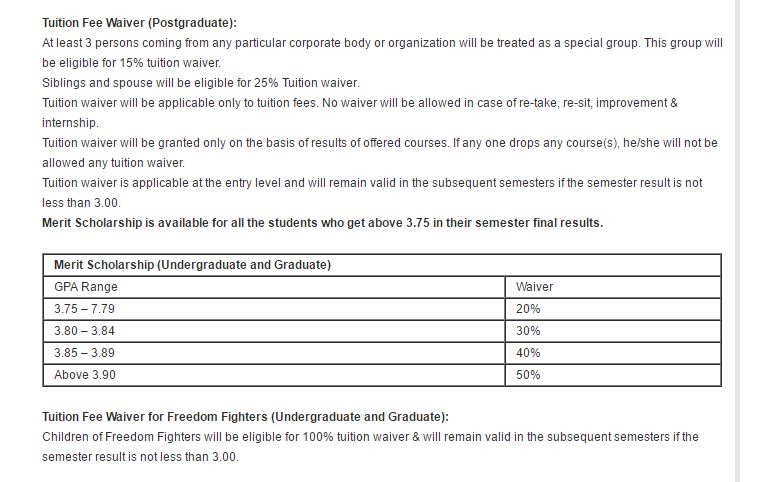 Tuition Fee Waiver (Postgraduate):
At least 3 persons coming from any particular corporate body or organization will be treated as a special group. This group will
be eligible for 15% tuition waiver.
Siblings and spouse will be eligible for 25% Tuition waiver.
Tuition waiver will be applicable only to tuition fees. No waiver will be allowed in case of re-take, re-sit, improvement &
internship.
Tuition waiver will be granted only on the basis of results of offered courses. If any one drops any course(s), he/she will not be
allowed any tuition waiver.
Tuition waiver is applicable at the entry level and will remain valid in the subsequent semesters if the semester result is not
less than 3.00.
Merit Scholarship is available for all the students who get above 3.75 in their semester final results.
Merit Scholarship (Undergraduate and Graduate)
GPA Range Waiver
3.75 – 7.79 20%
3.80 – 3.84 30%
3.85 – 3.89 40%
Above 3.90 50%
Tuition Fee Waiver for Freedom Fighters (Undergraduate and Graduate):
Children of Freedom Fighters will be eligible for 100% tuition waiver & will remain valid in the subsequent semesters if the
semester result is not less than 3.00.